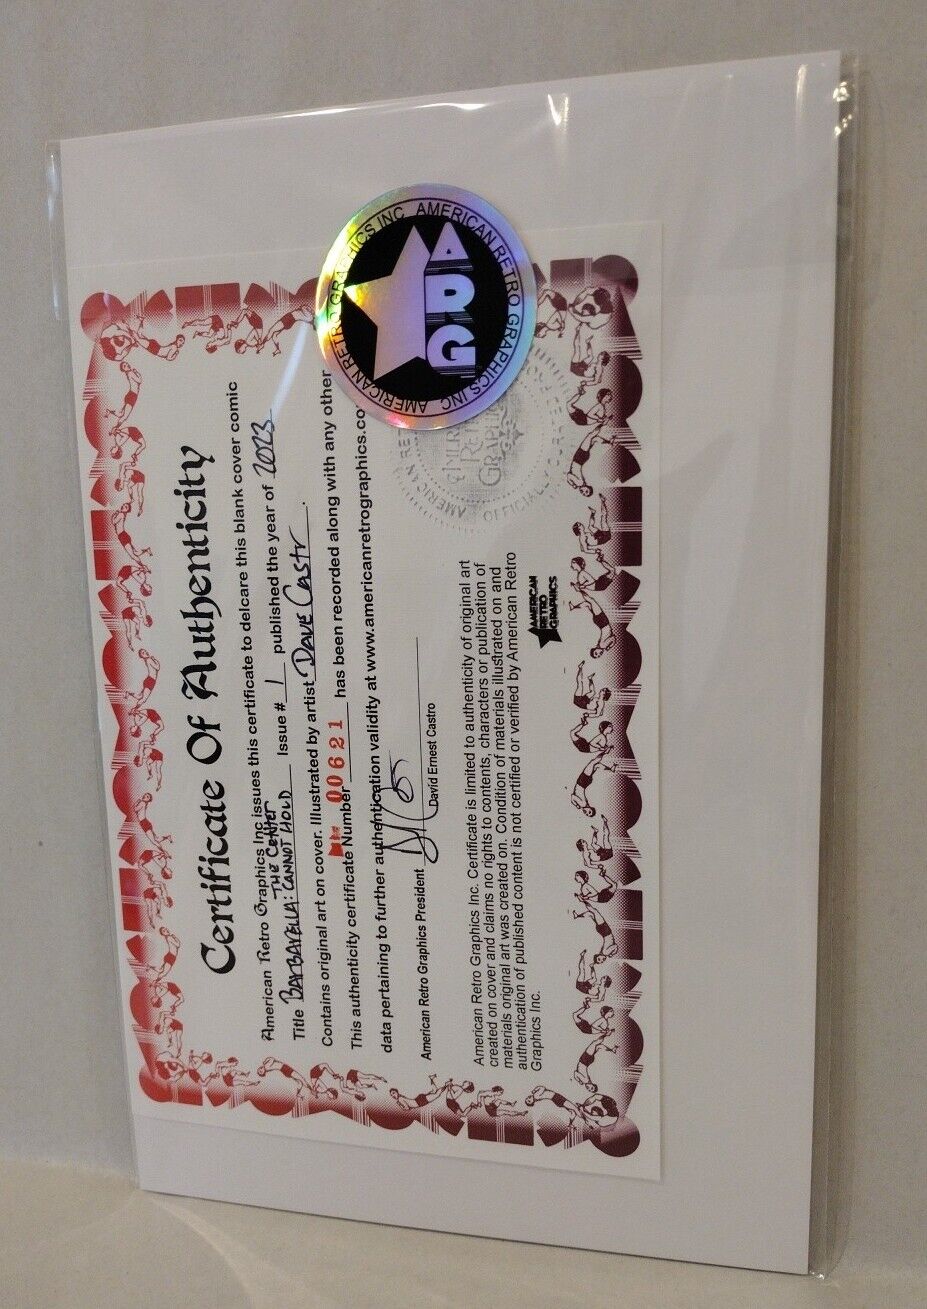 Certificate Of Authenticity
American Retro Graphics Inc issues this certificate to delcare this blank cover comic
The Center
Title BARBARELLA: CANNOT HOLD Issue # 1 published the year of 2023
Contains original art on cover. Illustrated by artist DAVE Castr .
This authenticity certificate Number 00621 has been recorded along with any other
data pertaining to further authentication validity at www.americanretrographics.co
American Retro Graphics President
David Ernest Castro
American Retro Graphics Inc. Certificate is limited to authenticity of original art
created on cover and claims no rights to contents, characters or publication of
materials original art was created on. Condition of materials illustrated on and
authentication of published content is not certified or verified by American Retro
Graphics Inc.
AMERICAN
RETRO
GRAPHICS
AMERICAN RETRO GRAPHICS INC. AMERICAN RETRO GRAPHICS INC.
ARG